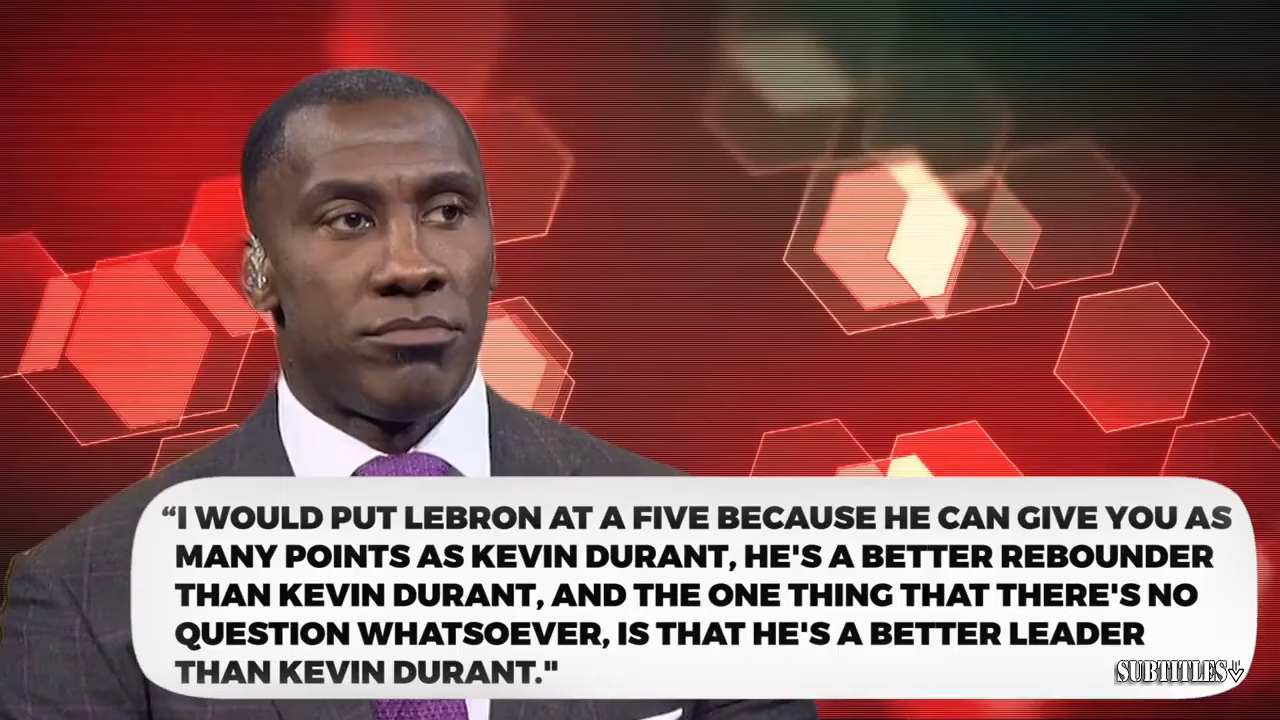 “I WOULD PUT LEBRON AT A FIVE BECAUSE HE CAN GIVE YOU AS
MANY POINTS AS KEVIN DURANT, HE'S A BETTER REBOUNDER
THAN KEVIN DURANT, AND THE ONE THING THAT THERE'S NO
QUESTION WHATSOEVER, IS THAT HE'S A BETTER LEADER
THAN KEVIN DURANT."
SUBTITLES